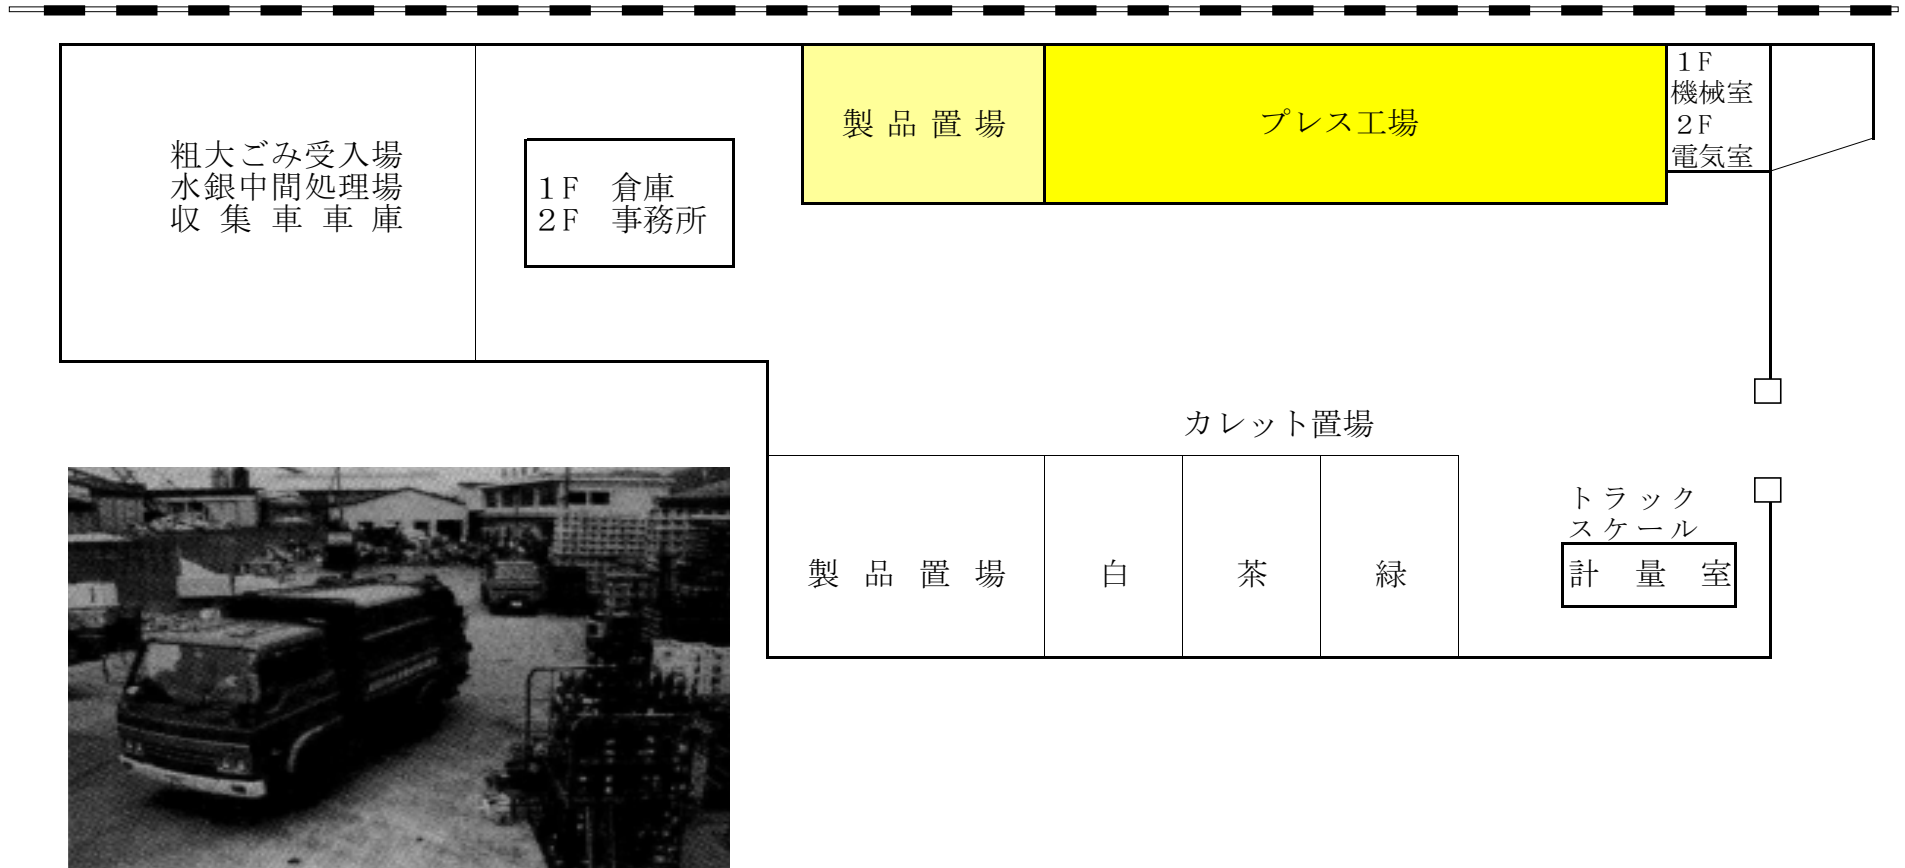 粗大ごみ受入場
水銀中間処理場
収集車車庫
1F 倉庫
2F 事務所
製品置場
プレス工場
1F
機械室
2F
電気室
カレット置場
製品置場
白
茶
緑
トラック
スケール
計量室